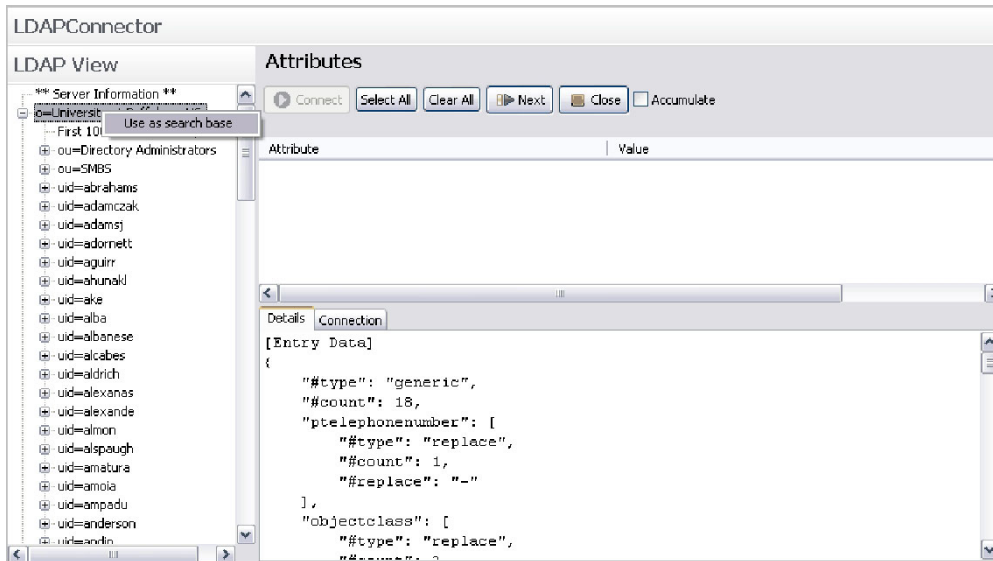 LDAPConnector
LDAP View
** Server Information **
o=Universit
Use as search base
First 10
ou=Directory Administrators
ou=SMBS
uid=abrahams
uid=adamczak
uid=adamsj
uid=adornett
uid=aguirr
uid=ahunakl
uid=ake
uid=alba
uid=albanese
uid=alcabes
uid=aldrich
uid=alexanas
uid=alexande
uid=almon
uid=alspaugh
uid=amatura
uid=amoia
uid=ampadu
uid=anderson
uid=andin
Attributes
Connect Select All Clear All Next Close Accumulate
Attribute Value
Details Connection
[Entry Data]
{
"#type": "generic",
"#count": 18,
"ptelephonenumber": [
"#type": "replace",
"#count": 1,
"#replace": "-"
],
"objectclass": [
"#type": "replace",